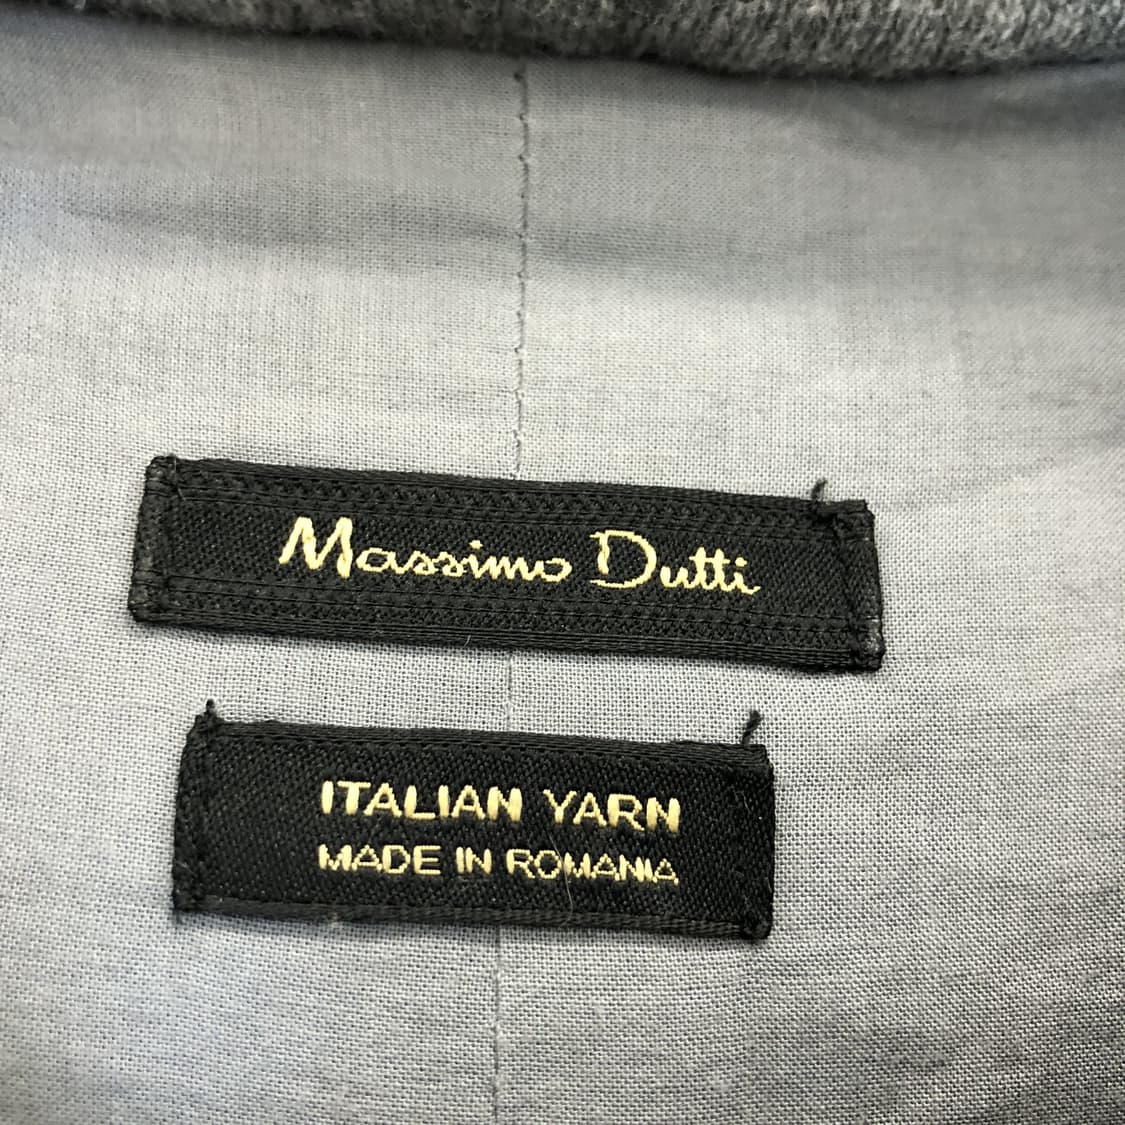 Massimo Dutti
ITALIAN YARN
MADE IN ROMANIA